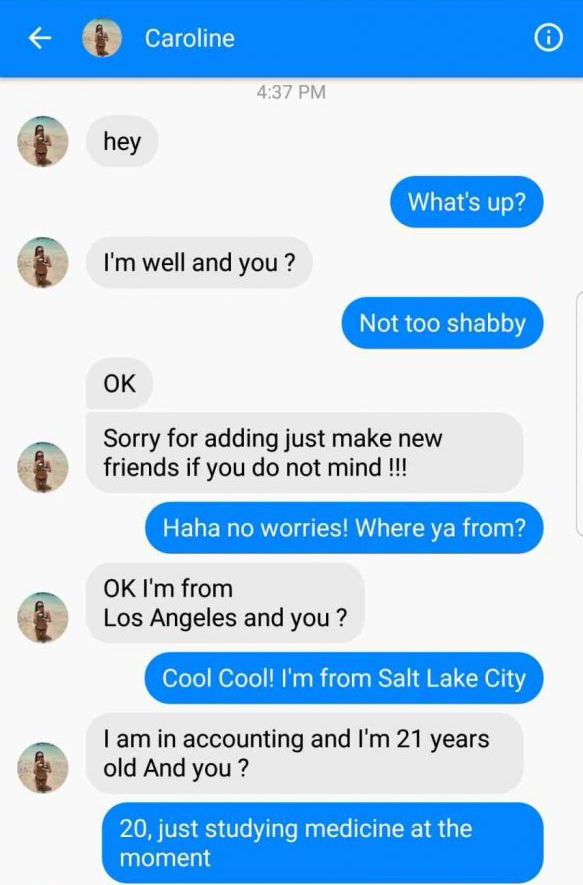 Caroline
4:37 PM
hey
What's up?
I'm well and you ?
Not too shabby
OK
Sorry for adding just make new
friends if you do not mind !!!
Haha no worries! Where ya from?
OK I'm from
Los Angeles and you ?
Cool Cool! I'm from Salt Lake City
I am in accounting and I'm 21 years
old And you ?
20, just studying medicine at the
moment